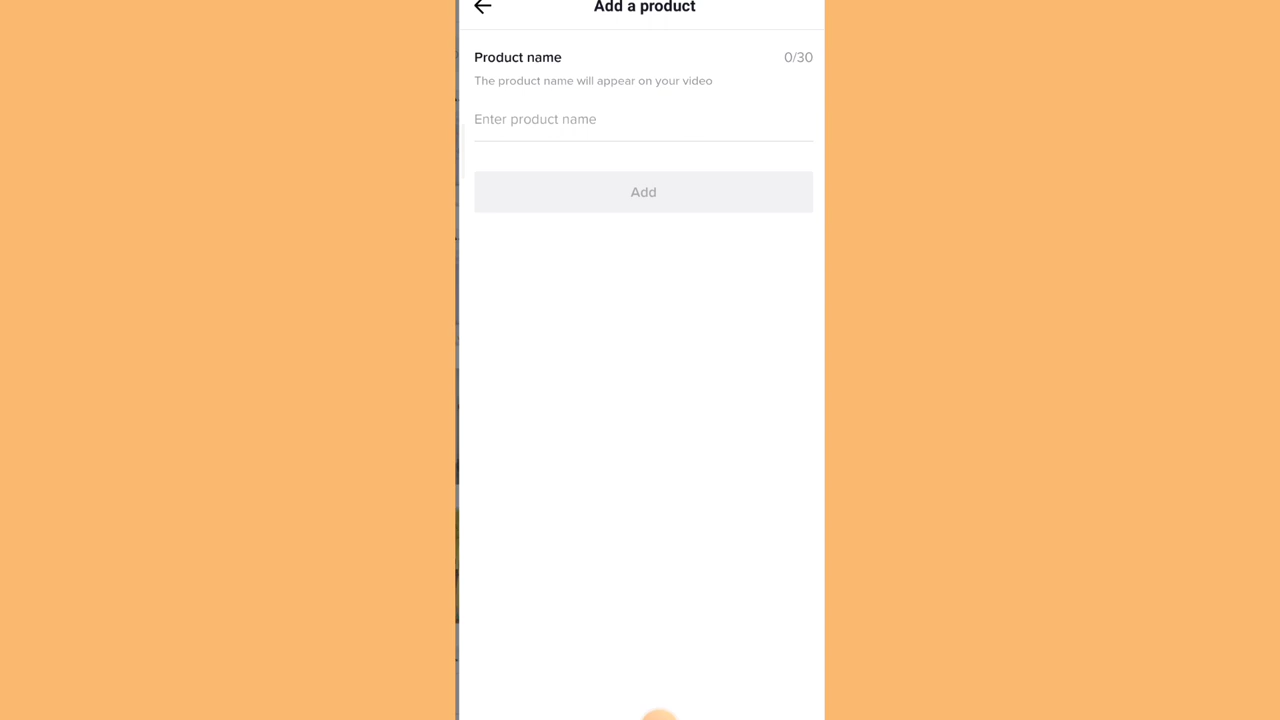 Add a product
Product name 0/30
The product name will appear on your video
Enter product name
Add